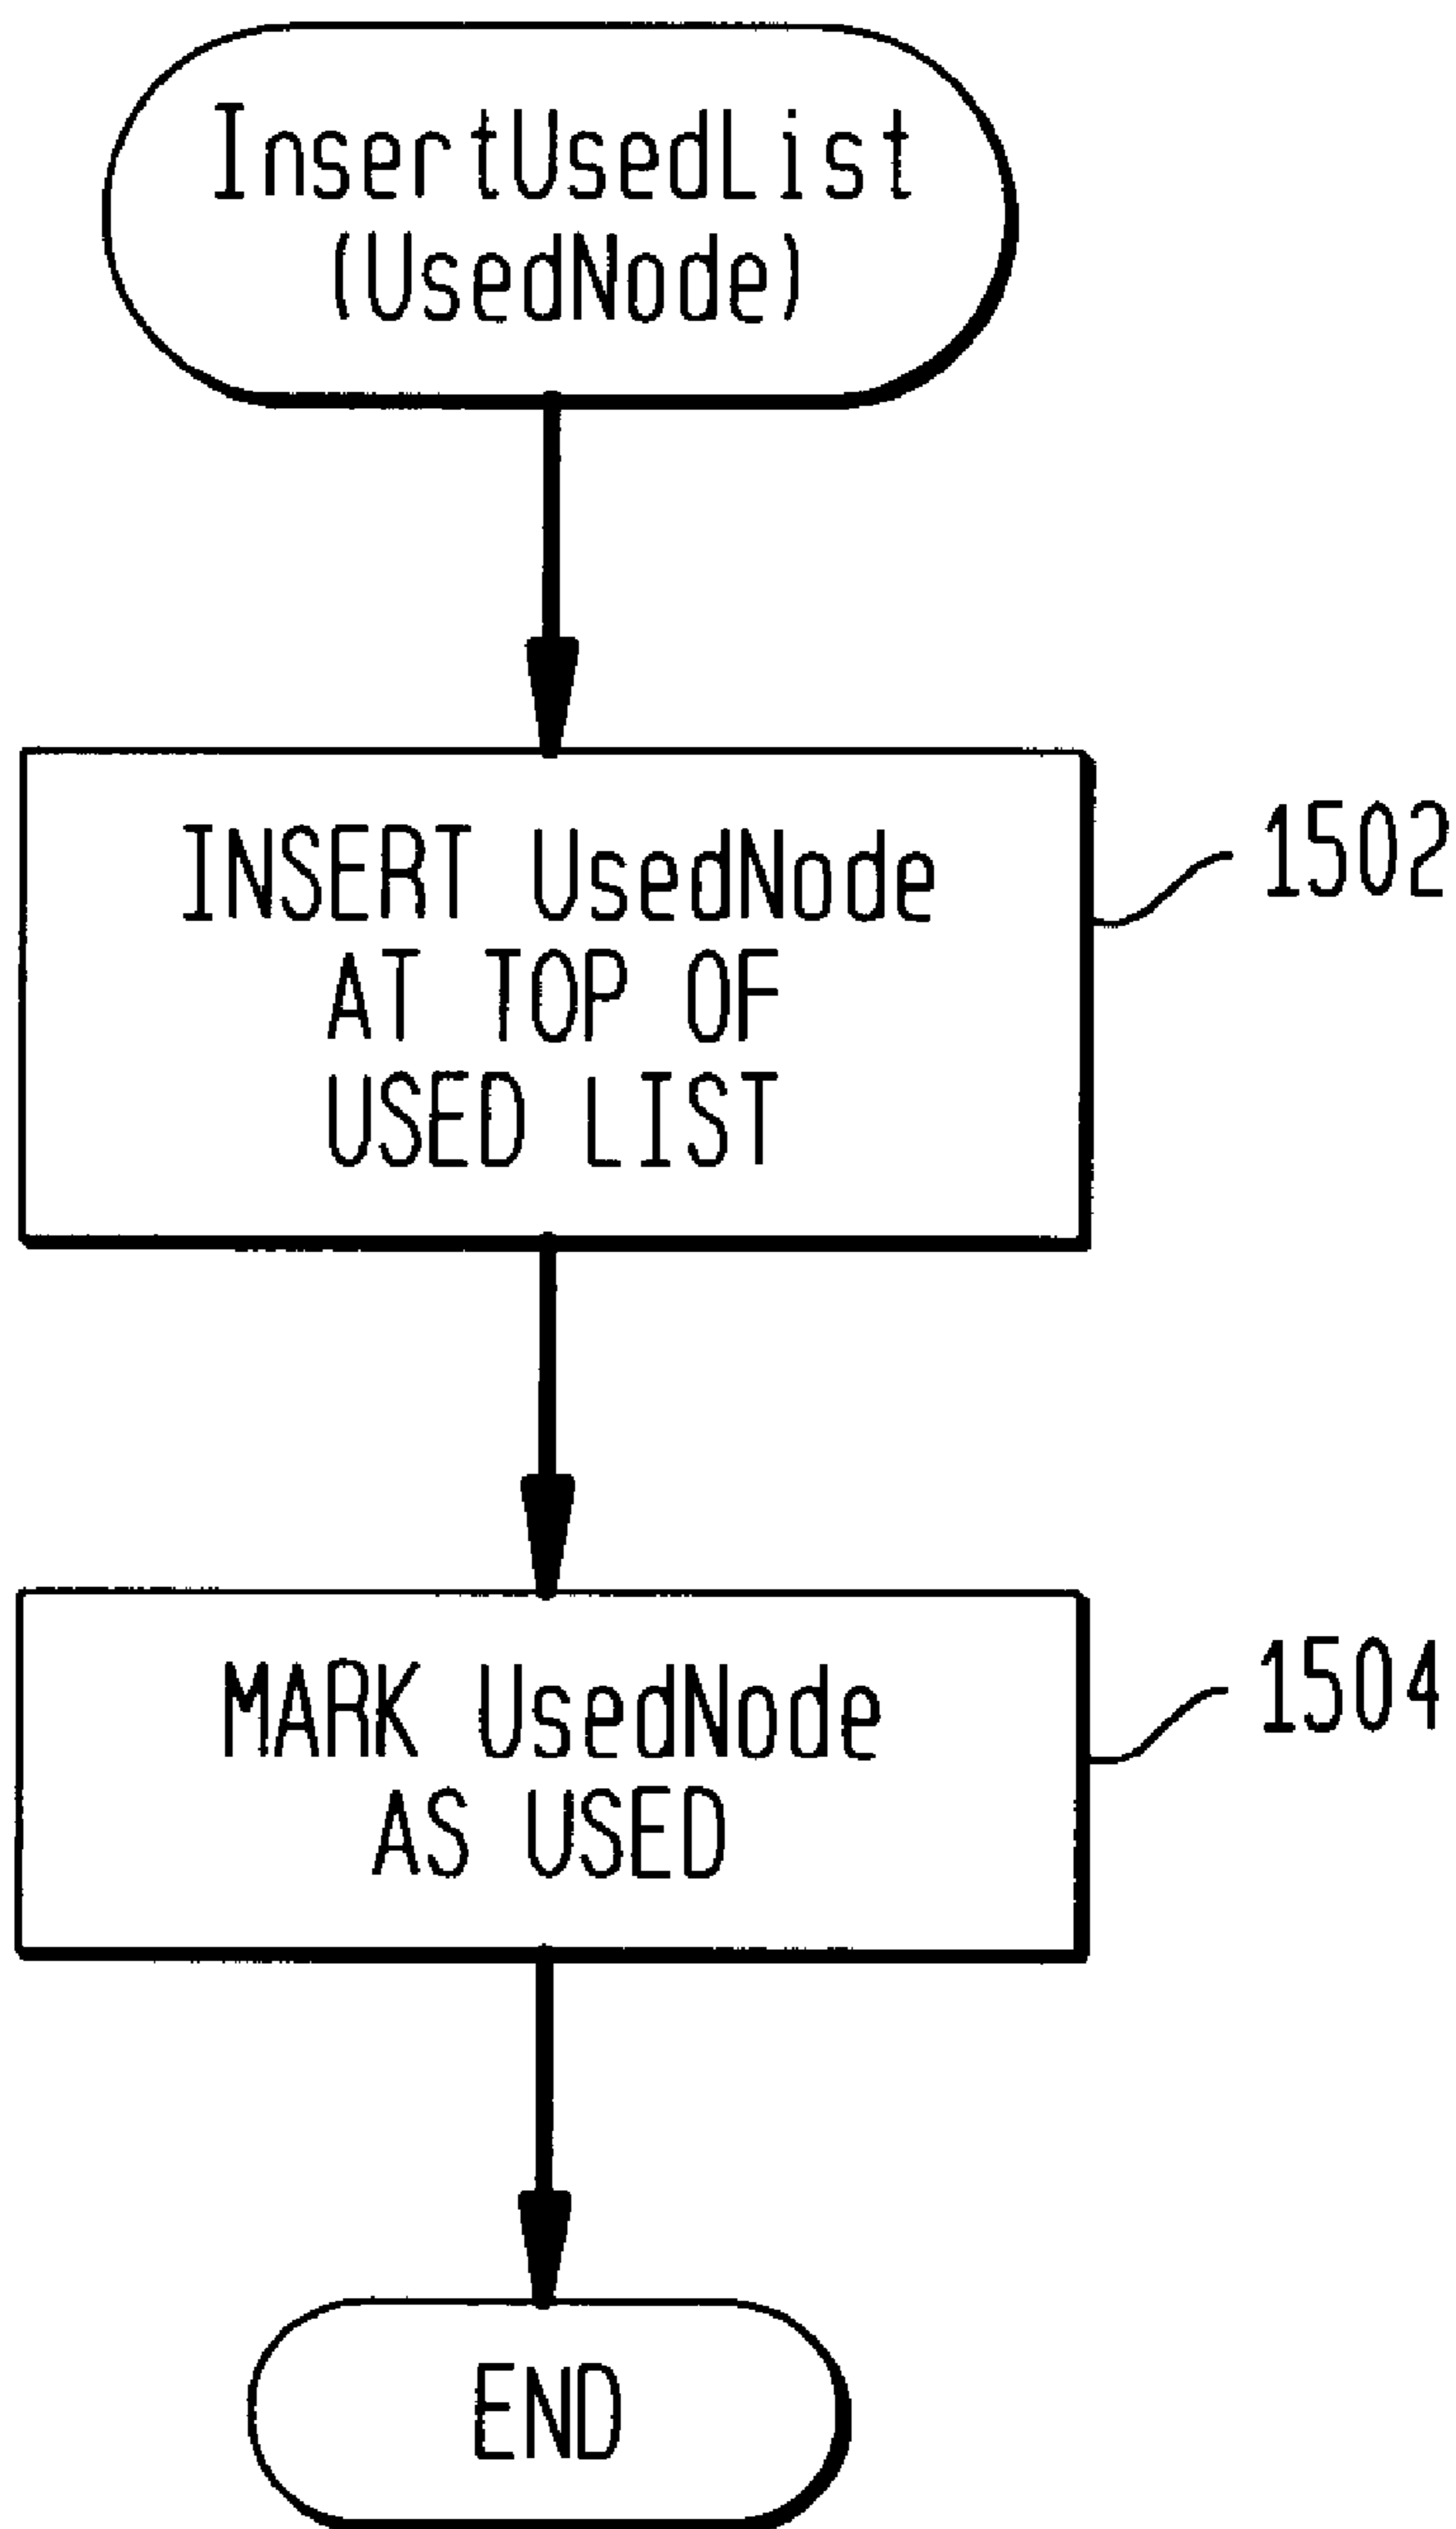 InsertUsedList
(UsedNode)
INSERT UsedNode
AT TOP OF
USED LIST
1502
MARK UsedNode
AS USED
1504
END